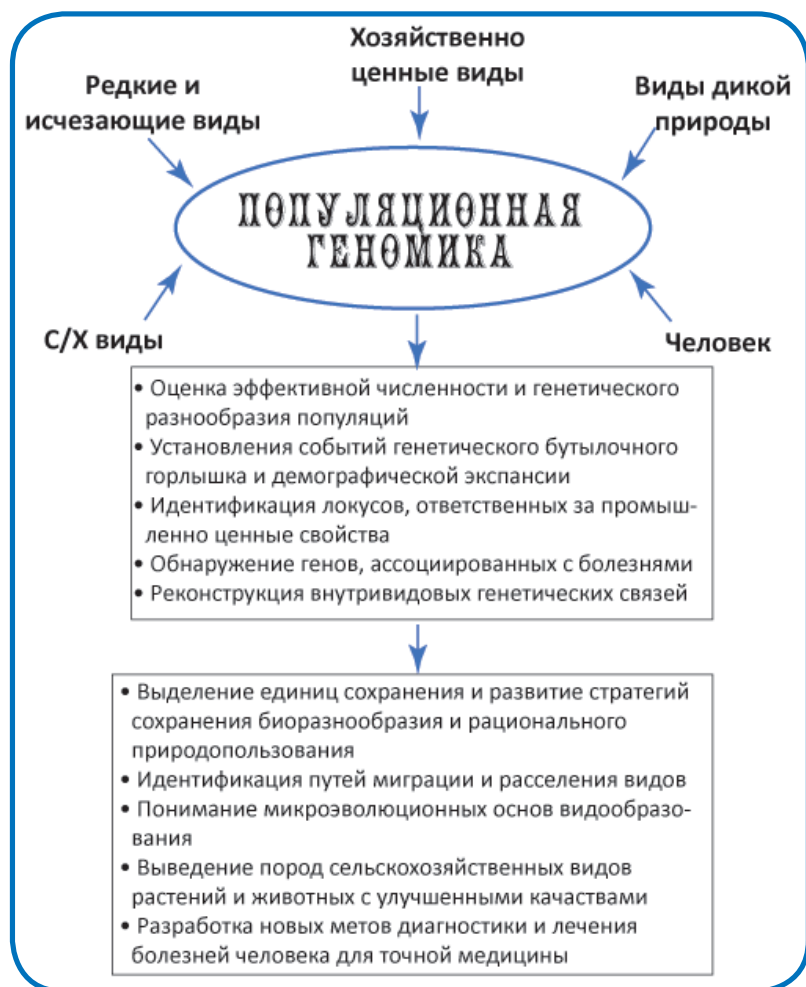 Хозяйственно
ценные виды
Редкие и
исчезающие виды
Виды дикой
природы
ПОПУЛЯЦИОННАЯ
ГЕНОМИКА
С/Х виды
Человек
• Оценка эффективной численности и генетического
разнообразия популяций
• Установления событий генетического бутылочного
горлышка и демографической экспансии
• Идентификация локусов, ответственных за промыш-
ленно ценные свойства
• Обнаружение генов, ассоциированных с болезнями
• Реконструкция внутривидовых генетических связей
• Выделение единиц сохранения и развитие стратегий
сохранения биоразнообразия и рационального
природопользования
• Идентификация путей миграции и расселения видов
• Понимание микроэволюционных основ видообразо-
вания
• Выведение пород сельскохозяйственных видов
растений и животных с улучшенными качаствами
• Разработка новых метов диагностики и лечения
болезней человека для точной медицины